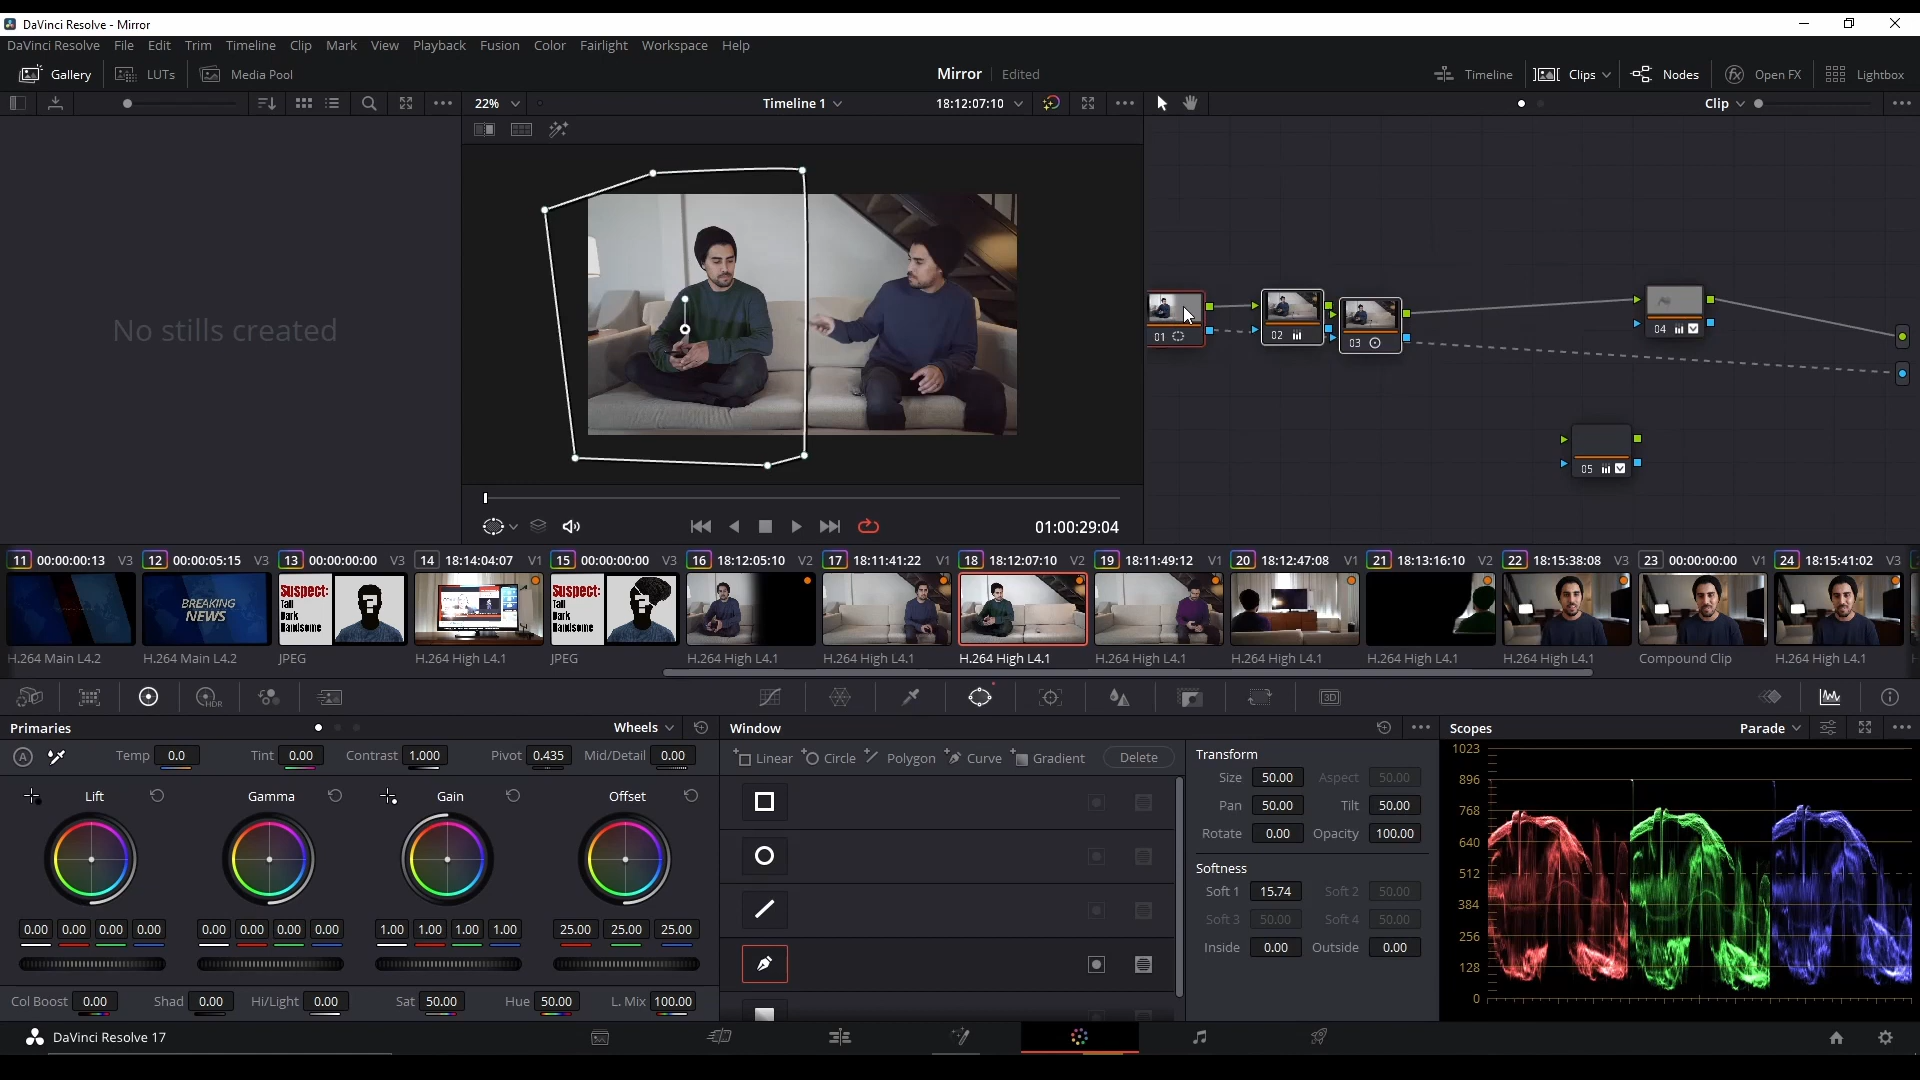 DaVinci Resolve - Mirror
DaVinci Resolve File Edit Trim Timeline Clip Mark View Playback Fusion Color Fairlight Workspace Help
Gallery LUTs Media Pool Mirror Edited Timeline Clips Nodes Open FX Lightbox
22% Timeline 1 18:12:07:10 Clip
No stills created
01 02 03 04
05
01:00:29:04
11 00:00:00:13 V3 12 00:00:05:15 V3 13 00:00:00:00 V3 14 18:14:04:07 V1 15 00:00:00:00 V3 16 18:12:05:10 V2 17 18:11:41:22 V1 18 18:12:07:10 V2 19 18:11:49:12 V1 20 18:12:47:08 V1 21 18:13:16:10 V2 22 18:15:38:08 V3 23 00:00:00:00 V1 24 18:15:41:02 V3
BREAKING
NEWS
Suspect:
Tall
Dark
Handsome
?
Suspect:
Tall
Dark
Handsome
?
H.264 Main L4.2 H.264 Main L4.2 JPEG H.264 High L4.1 JPEG H.264 High L4.1 H.264 High L4.1 H.264 High L4.1 H.264 High L4.1 H.264 High L4.1 H.264 High L4.1 H.264 High L4.1 Compound Clip H.264 High L4.1
HDR 3D
Primaries Wheels
A Temp 0.0 Tint 0.00 Contrast 1.000 Pivot 0.435 Mid/Detail 0.00
Lift Gamma Gain Offset
0.00 0.00 0.00 0.00 0.00 0.00 0.00 0.00 1.00 1.00 1.00 1.00 25.00 25.00 25.00
Col Boost 0.00 Shad 0.00 Hi/Light 0.00 Sat 50.00 Hue 50.00 L. Mix 100.00
Window
Linear Circle Polygon Curve Gradient Delete
Transform
Size 50.00 Aspect 50.00
Pan 50.00 Tilt 50.00
Rotate 0.00 Opacity 100.00
Softness
Soft 1 15.74 Soft 2 50.00
Soft 3 50.00 Soft 4 50.00
Inside 0.00 Outside 0.00
Scopes Parade
1023
896
768
640
512
384
256
128
0
DaVinci Resolve 17